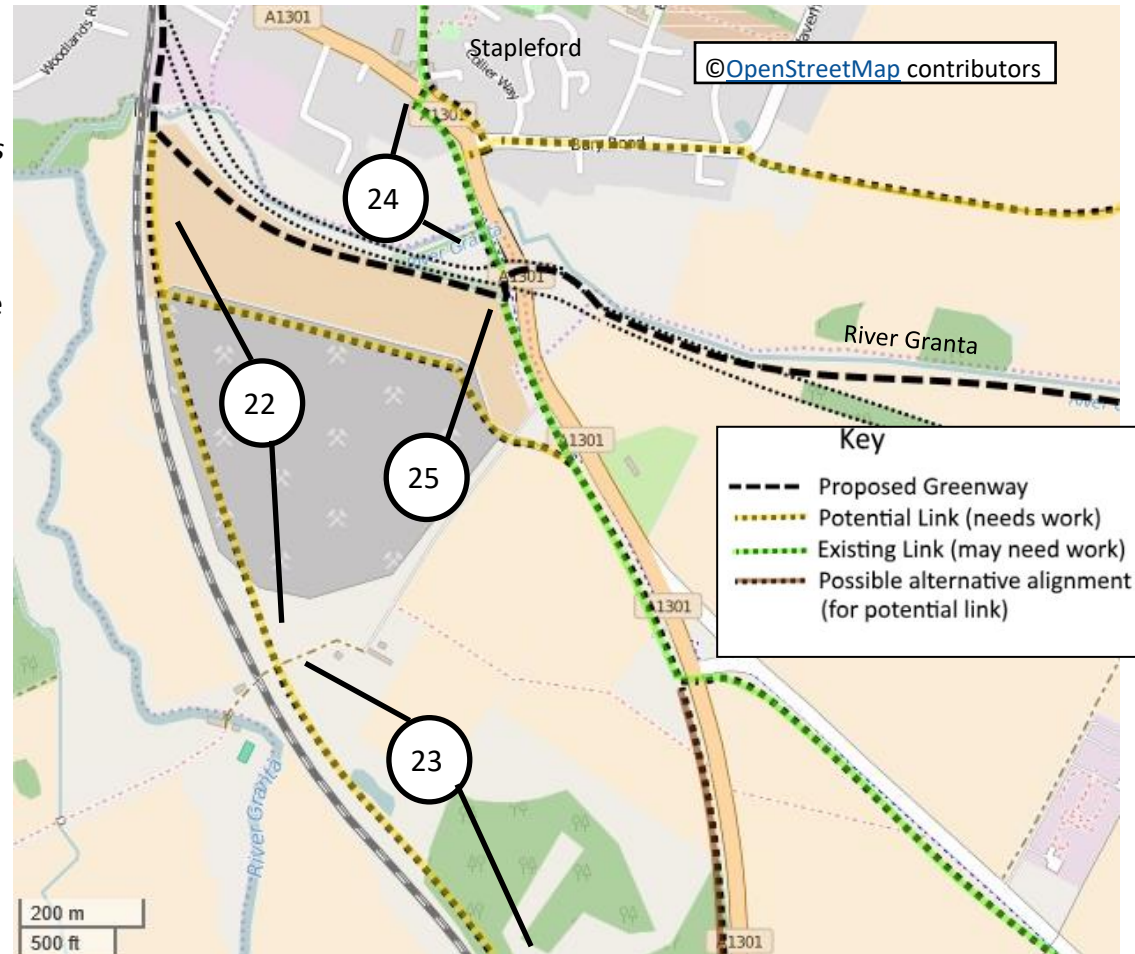 A1301
Stapleford
©OpenStreetMap contributors
Woodlands R
Collier Way
A1301
Bury Road
24
s
River Gra
A1301
e
River Granta
22
25
A1301
Key
Proposed Greenway
Potential Link (needs work)
Existing Link (may need work)
Possible alternative alignment
(for potential link)
A1301
23
River Granta
200 m
500 ft
A1301